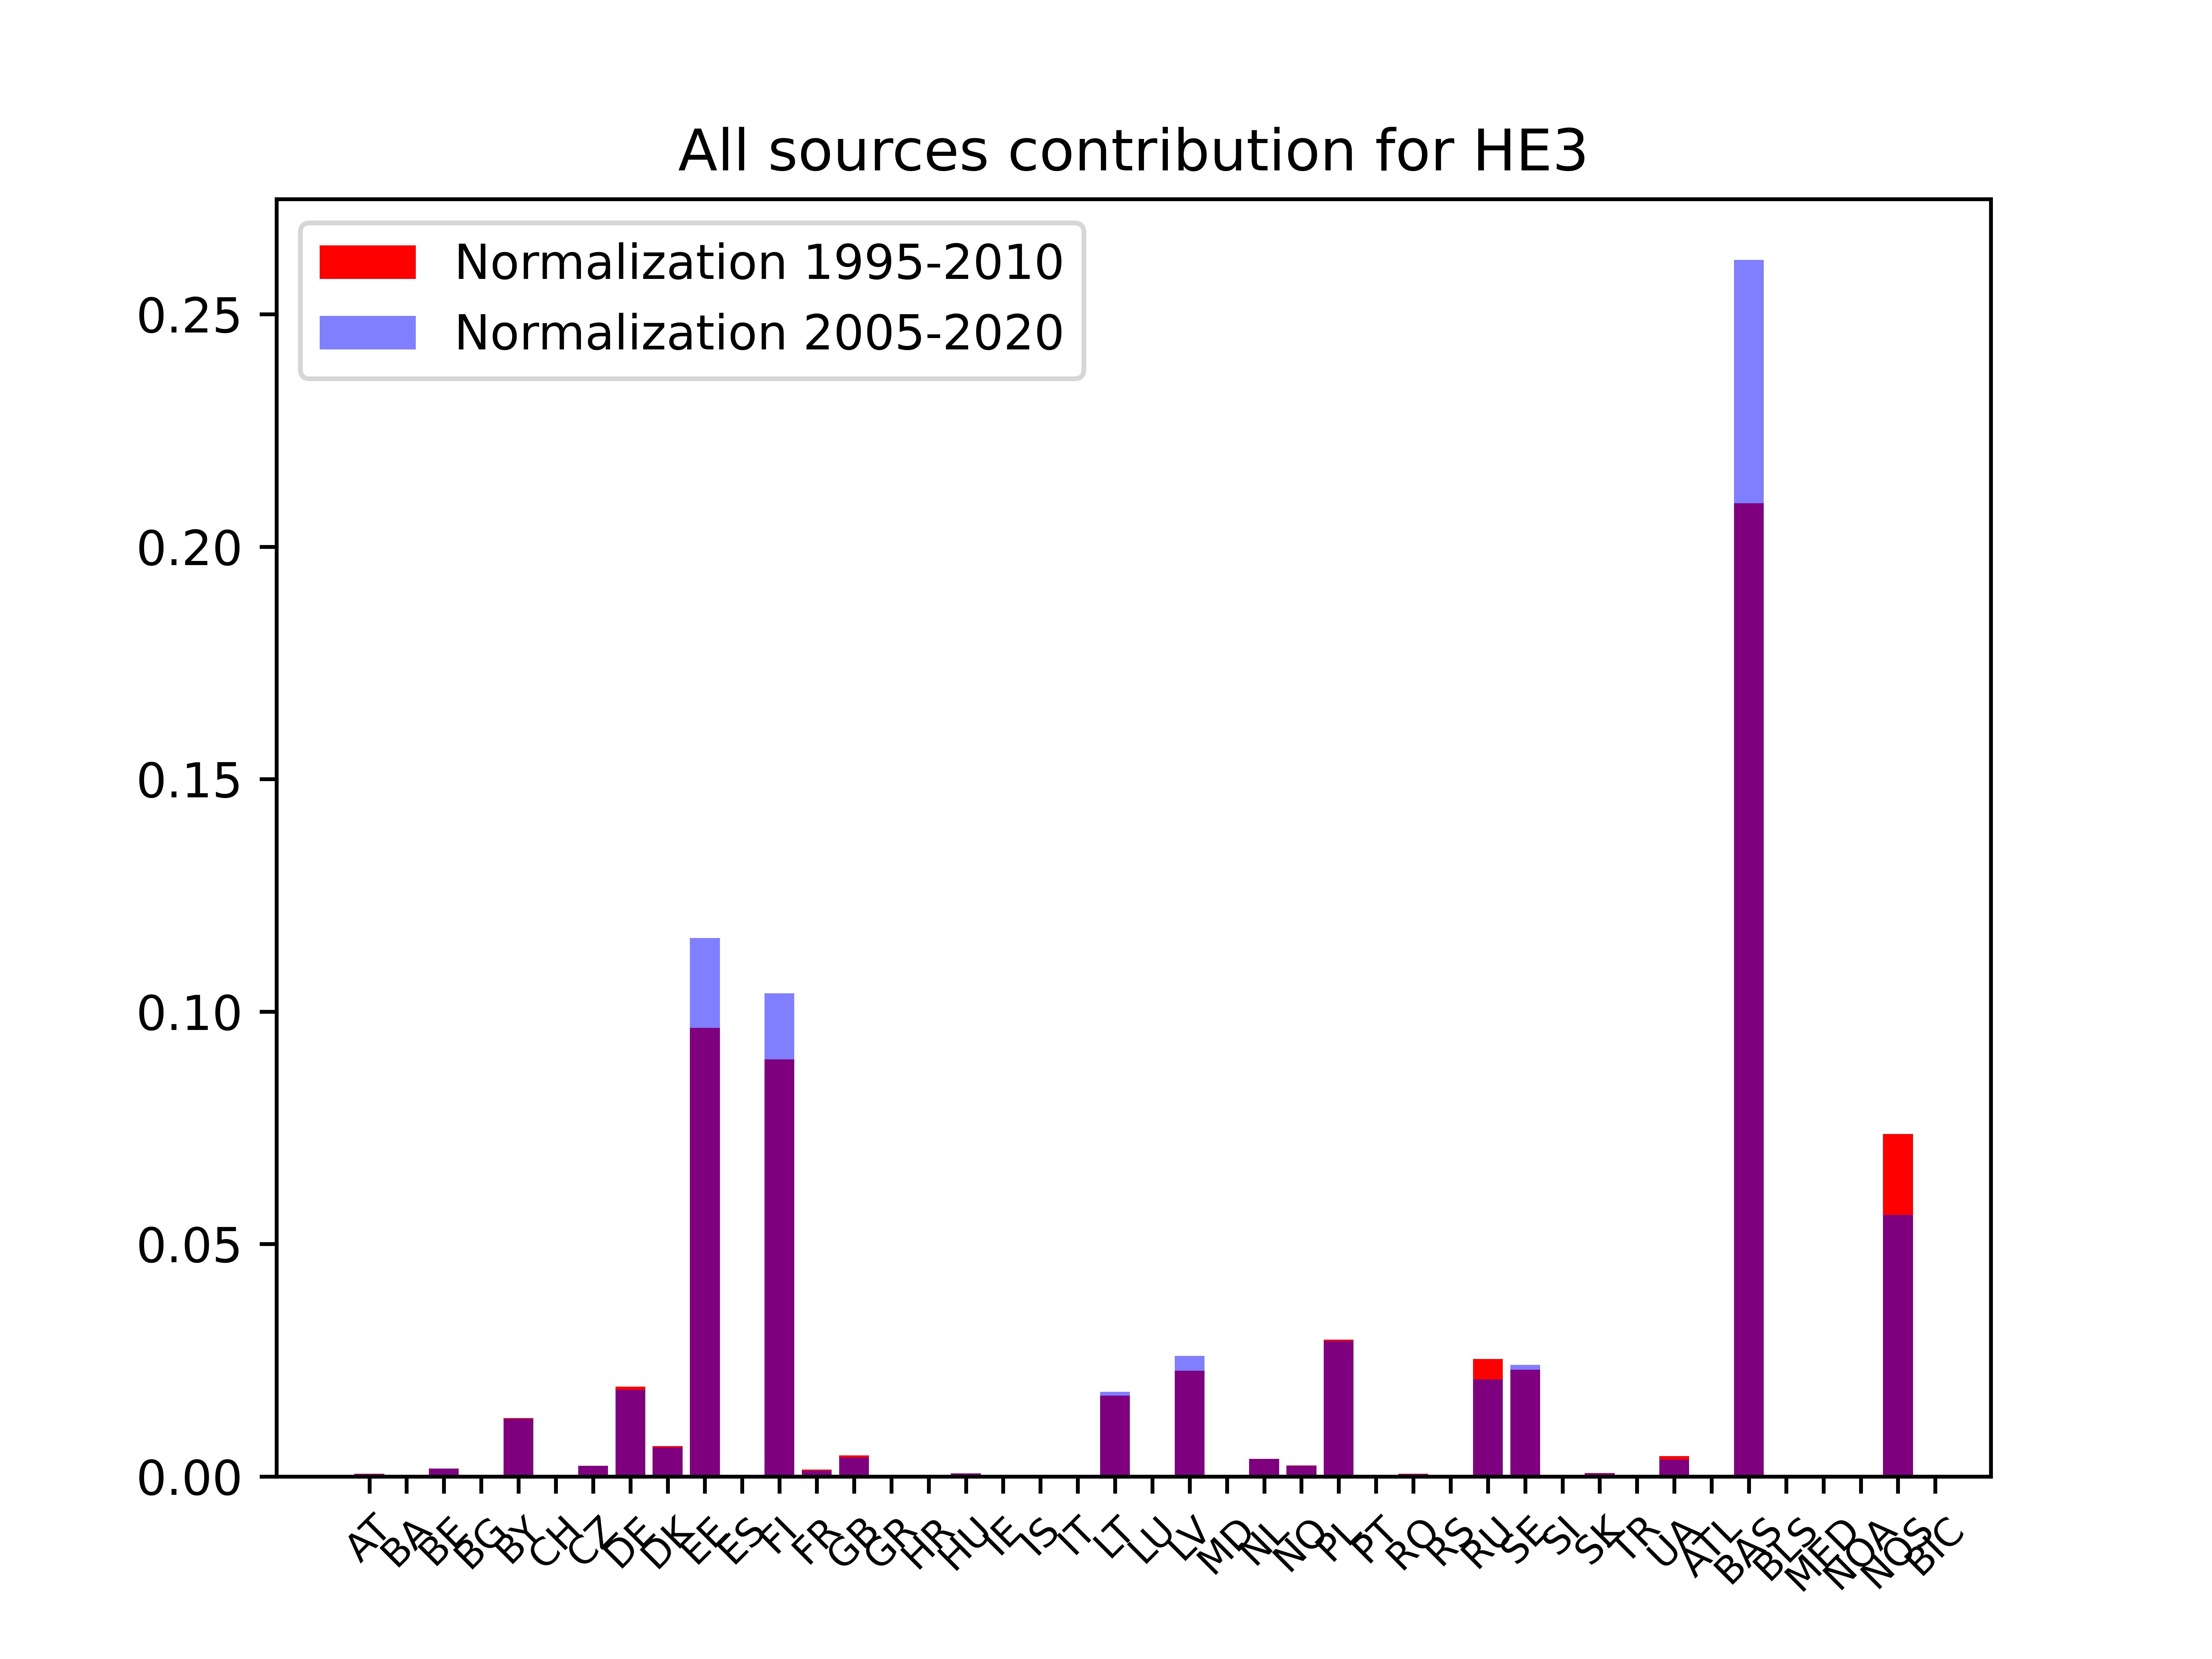 All sources contribution for HE3
Normalization 1995-2010
Normalization 2005-2020
0.25
0.20
0.15
0.10
0.05
0.00
AT BA BE BG BY CH CZ DE DK EE ES FI FR GB GR HR HU IE IS IT LT LU LV MD NL NO PL PT RO RS RU SE SI SK TR UA ATL BAS BLS MED NOA NOS BIC